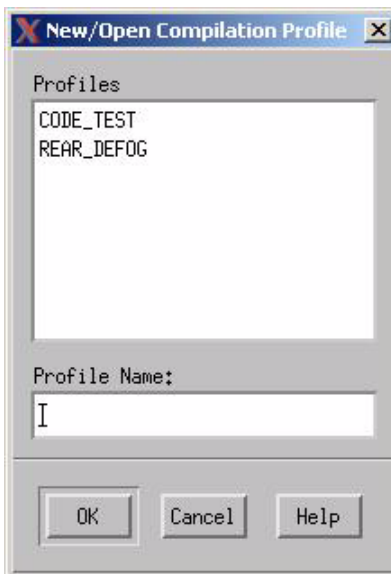 New/Open Compilation Profile
Profiles
CODE_TEST
REAR_DEFOG
Profile Name:
OK Cancel Help